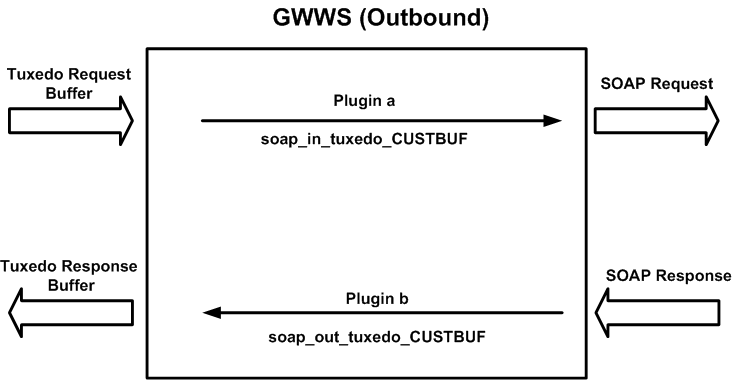 GWWS (Outbound)
Tuxedo Request
Buffer
Plugin a
soap_in_tuxedo_CUSTBUF
SOAP Request
Tuxedo Response
Buffer
Plugin b
soap_out_tuxedo_CUSTBUF
SOAP Response